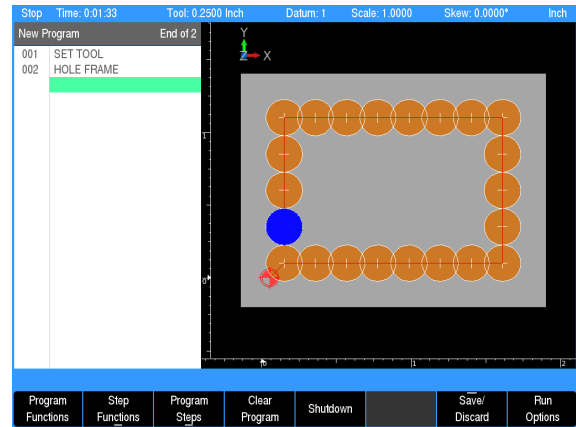 Stop Time: 0:01:33 Tool: 0.2500 Inch Datum: 1 Scale: 1.0000 Skew: 0.0000° Inch
New Program End of 2
001 SET TOOL
002 HOLE FRAME
Y
Z X
1
0
0 1 2
Program Functions
Step Functions
Program Steps
Clear Program
Shutdown
Save/ Discard
Run Options